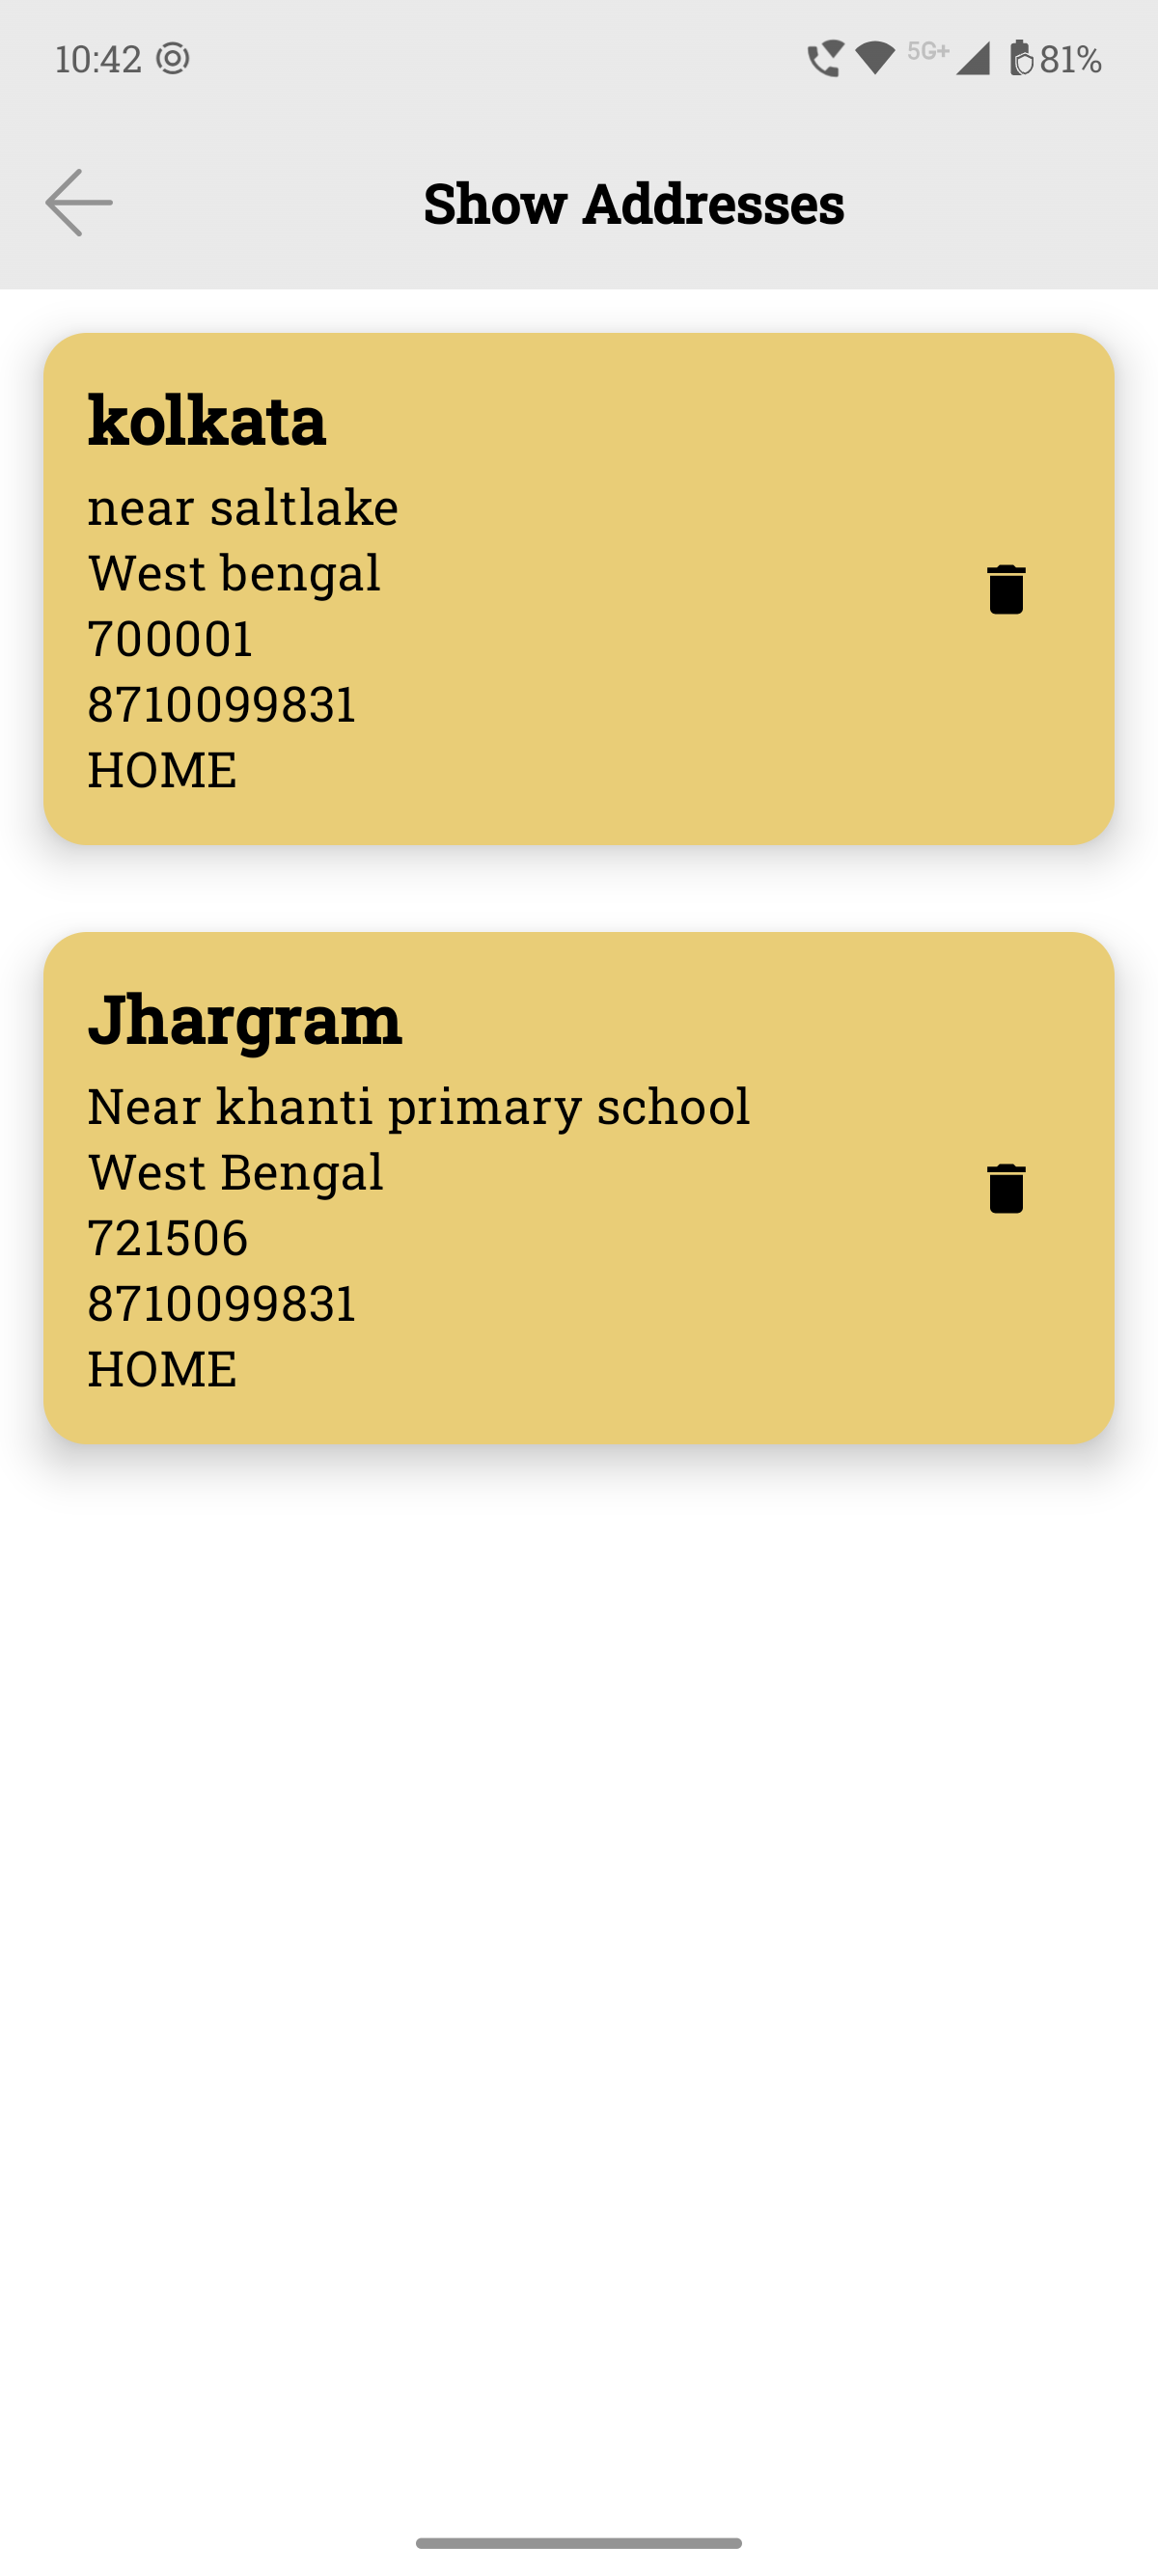 10:42 5G+ 81%
Show Addresses
kolkata
near saltlake
West bengal
700001
8710099831
HOME
Jhargram
Near khanti primary school
West Bengal
721506
8710099831
HOME